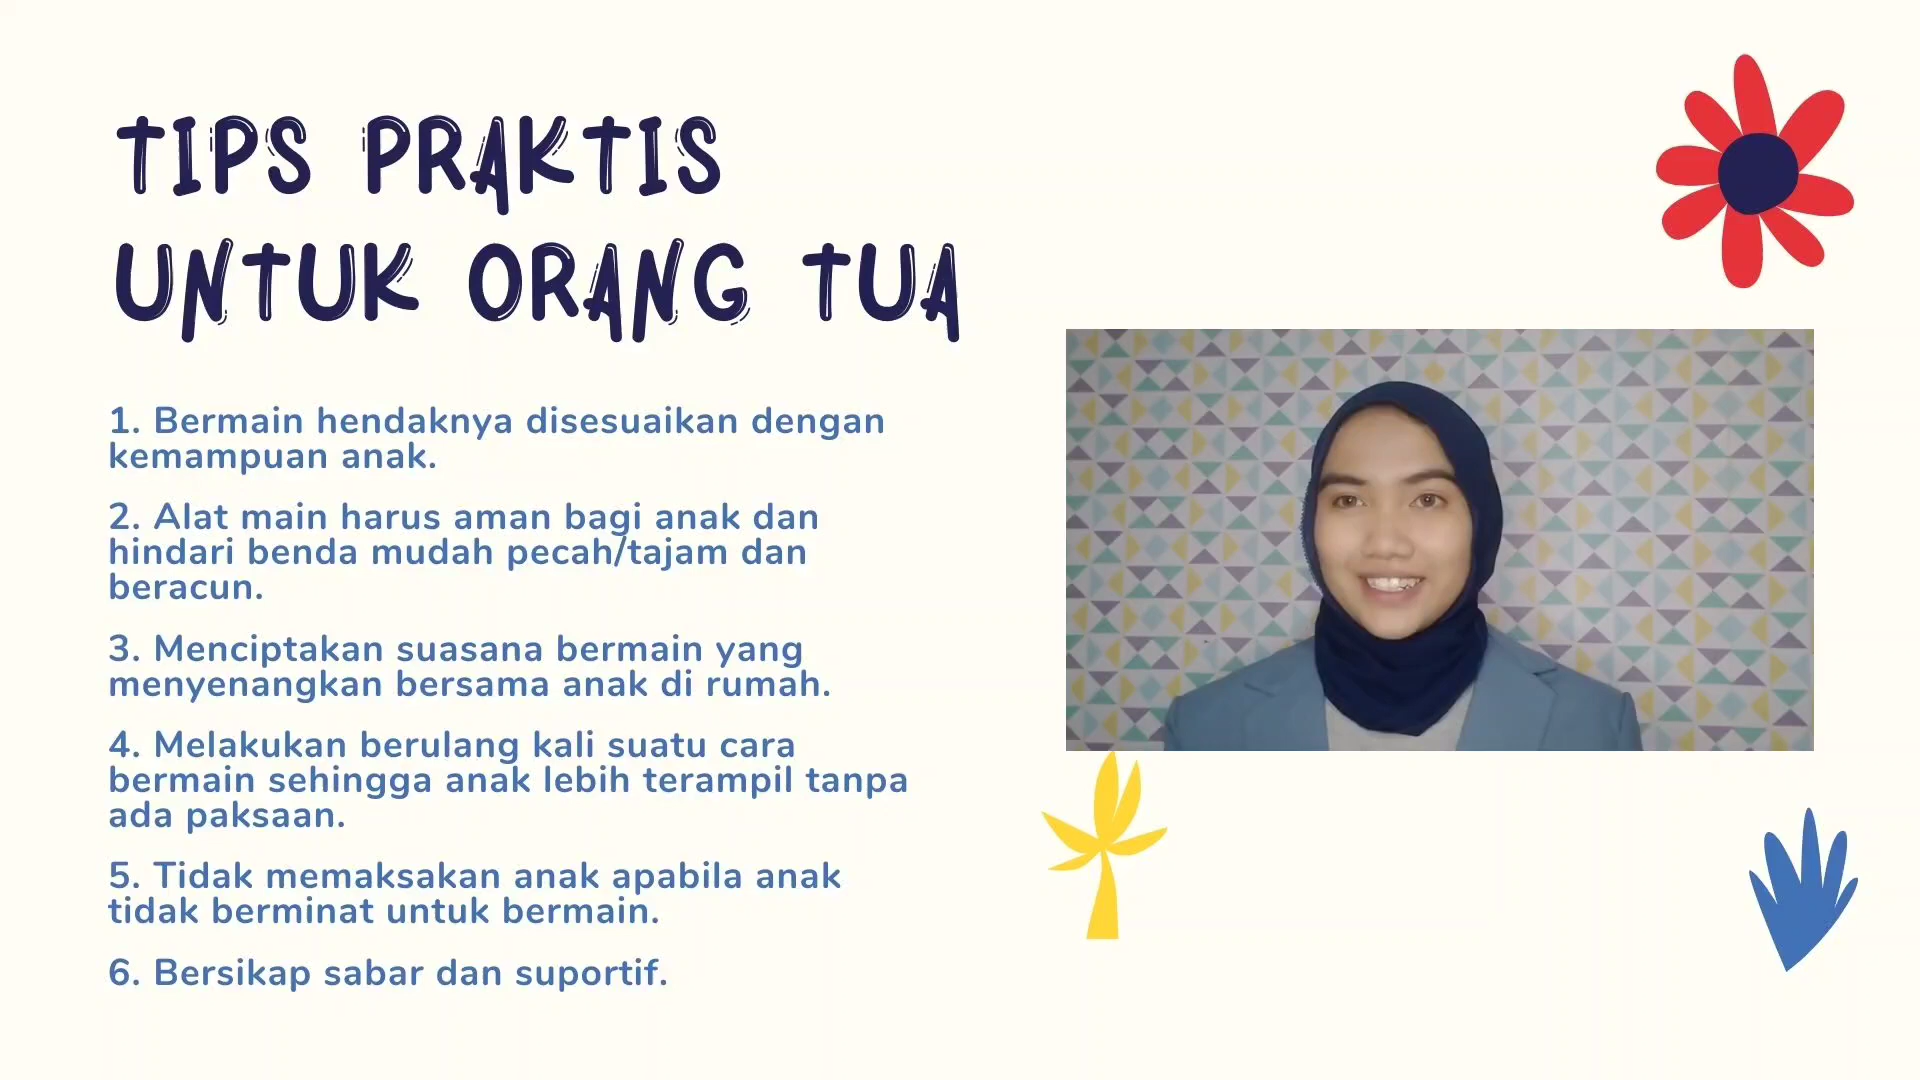 TIPS PRAKTIS
UNTUK ORANG TUA
1. Bermain hendaknya disesuaikan dengan
kemampuan anak.
2. Alat main harus aman bagi anak dan
hindari benda mudah pecah/tajam dan
beracun.
3. Menciptakan suasana bermain yang
menyenangkan bersama anak di rumah.
4. Melakukan berulang kali suatu cara
bermain sehingga anak lebih terampil tanpa
ada paksaan.
5. Tidak memaksakan anak apabila anak
tidak berminat untuk bermain.
6. Bersikap sabar dan suportif.